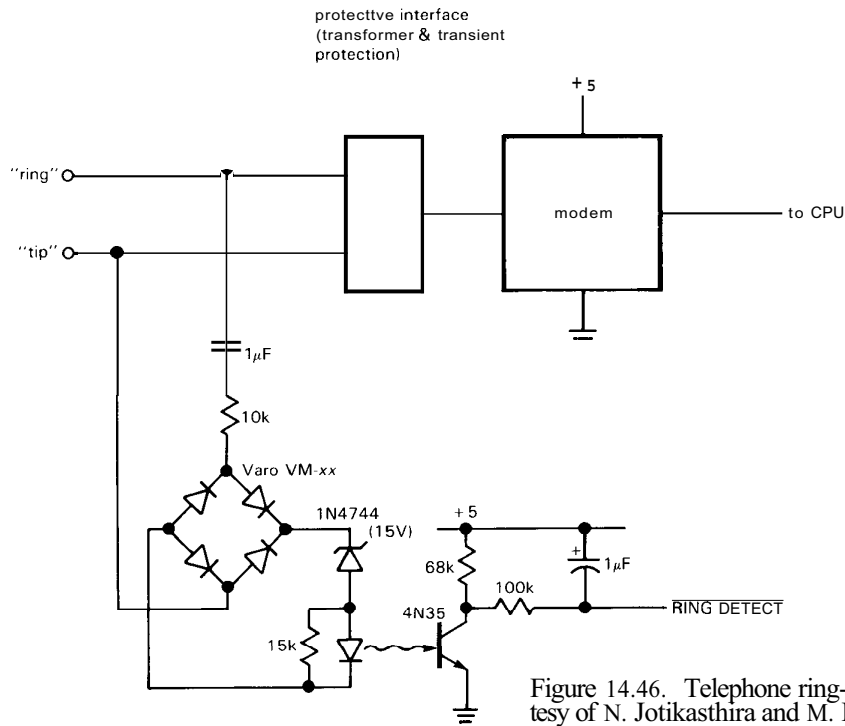 protecttve interface
(transformer & transient
protection)
+5
"ring"
modem
to CPU
"tip"
1μF
10k
Varo VM-xx
1N4744
(15V)
+5
68k
1μF
100k
4N35
RING DETECT
15k
Figure 14.46. Telephone ring-
tesy of N. Jotikasthira and M.